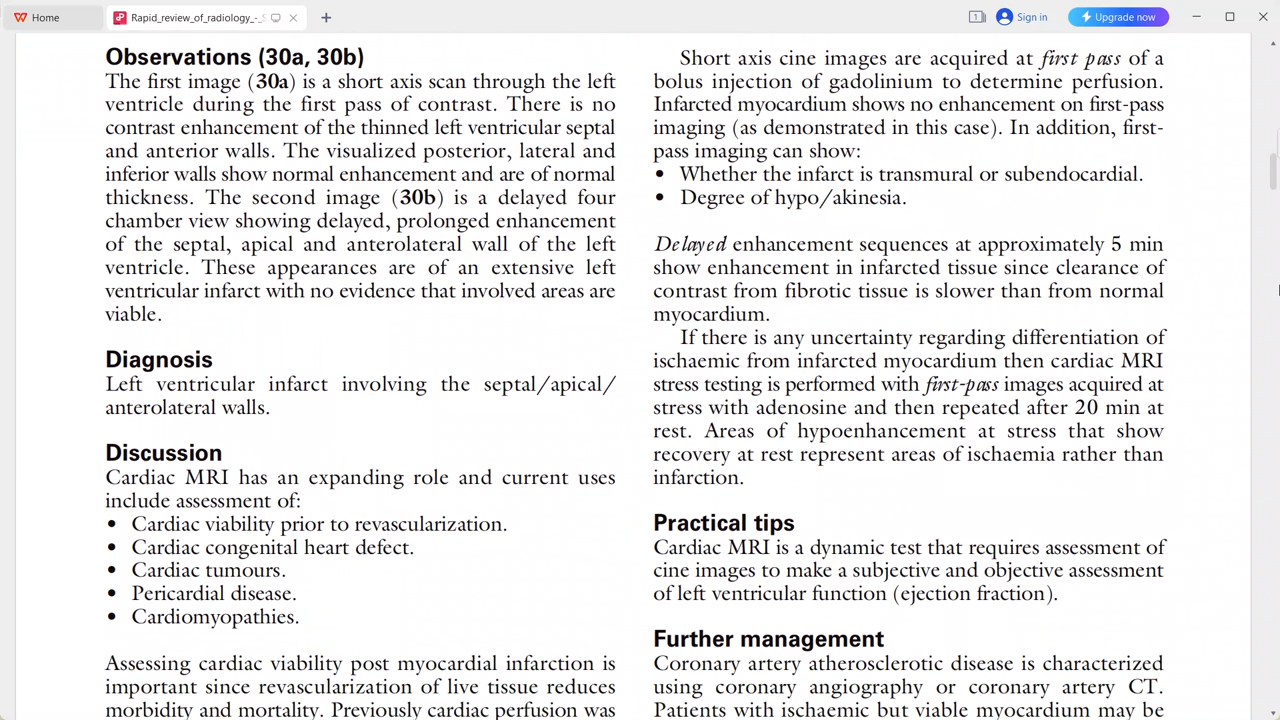 Home
Rapid_review_of_radiology_-_S
Sign in
Upgrade now
Observations (30a, 30b)
The first image (30a) is a short axis scan through the left
ventricle during the first pass of contrast. There is no
contrast enhancement of the thinned left ventricular septal
and anterior walls. The visualized posterior, lateral and
inferior walls show normal enhancement and are of normal
thickness. The second image (30b) is a delayed four
chamber view showing delayed, prolonged enhancement
of the septal, apical and anterolateral wall of the left
ventricle. These appearances are of an extensive left
ventricular infarct with no evidence that involved areas are
viable.
Diagnosis
Left ventricular infarct involving the septal/apical/
anterolateral walls.
Discussion
Cardiac MRI has an expanding role and current uses
include assessment of:
• Cardiac viability prior to revascularization.
• Cardiac congenital heart defect.
• Cardiac tumours.
• Pericardial disease.
• Cardiomyopathies.
Assessing cardiac viability post myocardial infarction is
important since revascularization of live tissue reduces
morbidity and mortality. Previously cardiac perfusion was
Short axis cine images are acquired at first pass of a
bolus injection of gadolinium to determine perfusion.
Infarcted myocardium shows no enhancement on first-pass
imaging (as demonstrated in this case). In addition, first-
pass imaging can show:
• Whether the infarct is transmural or subendocardial.
• Degree of hypo/akinesia.
Delayed enhancement sequences at approximately 5 min
show enhancement in infarcted tissue since clearance of
contrast from fibrotic tissue is slower than from normal
myocardium.
If there is any uncertainty regarding differentiation of
ischaemic from infarcted myocardium then cardiac MRI
stress testing is performed with first-pass images acquired at
stress with adenosine and then repeated after 20 min at
rest. Areas of hypoenhancement at stress that show
recovery at rest represent areas of ischaemia rather than
infarction.
Practical tips
Cardiac MRI is a dynamic test that requires assessment of
cine images to make a subjective and objective assessment
of left ventricular function (ejection fraction).
Further management
Coronary artery atherosclerotic disease is characterized
using coronary angiography or coronary artery CT.
Patients with ischaemic but viable myocardium may be